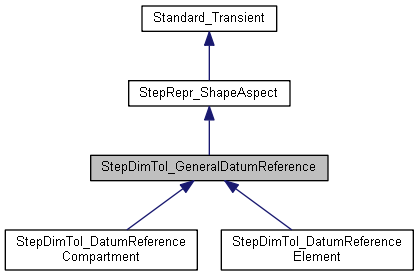 Standard_Transient
StepRepr_ShapeAspect
StepDimTol_GeneralDatumReference
StepDimTol_DatumReference
Compartment
StepDimTol_DatumReference
Element